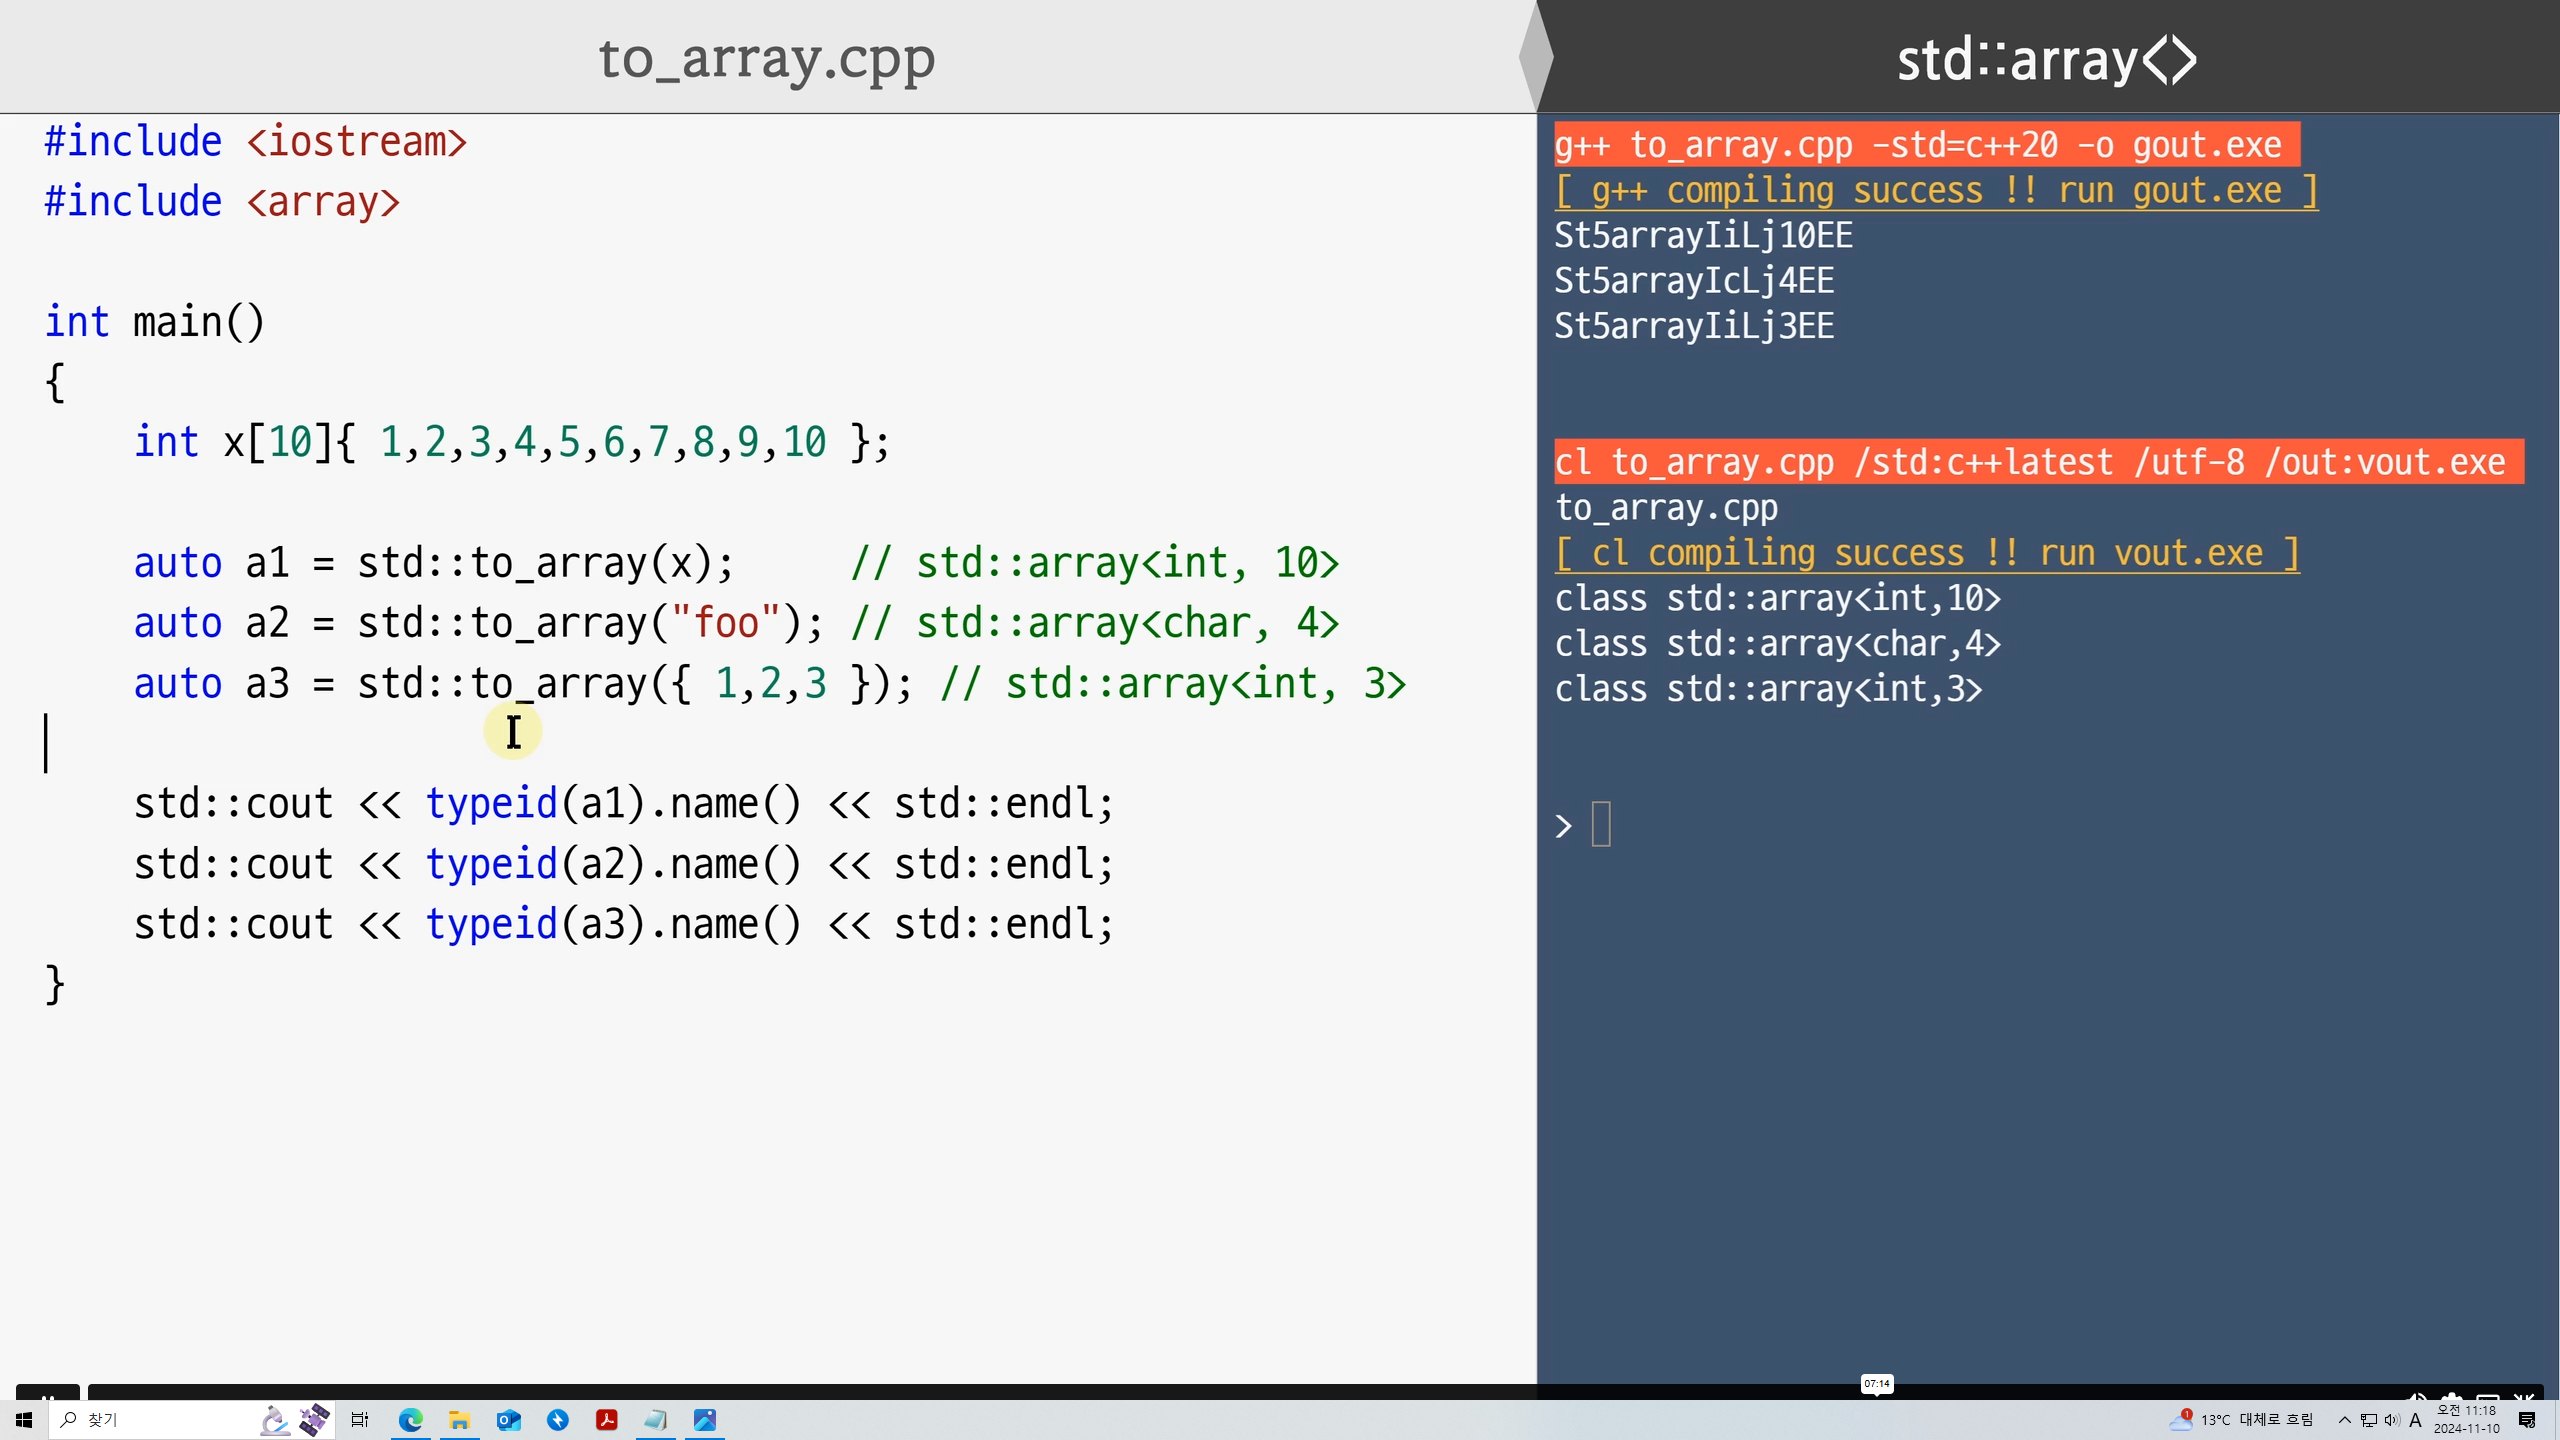 to_array.cpp
std::array<>
#include <iostream>
#include <array>
int main()
{
int x[10]{ 1,2,3,4,5,6,7,8,9,10 };
auto a1 = std::to_array(x); // std::array<int, 10>
auto a2 = std::to_array("foo"); // std::array<char, 4>
auto a3 = std::to_array({ 1,2,3 }); // std::array<int, 3>
std::cout << typeid(a1).name() << std::endl;
std::cout << typeid(a2).name() << std::endl;
std::cout << typeid(a3).name() << std::endl;
}
g++ to_array.cpp -std=c++20 -o gout.exe
[ g++ compiling success !! run gout.exe ]
St5arrayIiLj10EE
St5arrayIcLj4EE
St5arrayIiLj3EE
cl to_array.cpp /std:c++latest /utf-8 /out:vout.exe
to_array.cpp
[ cl compiling success !! run vout.exe ]
class std::array<int,10>
class std::array<char,4>
class std::array<int,3>
>
07:14
찾기
1
13°C 대체로 흐림
A
오전 11:18
2024-11-10